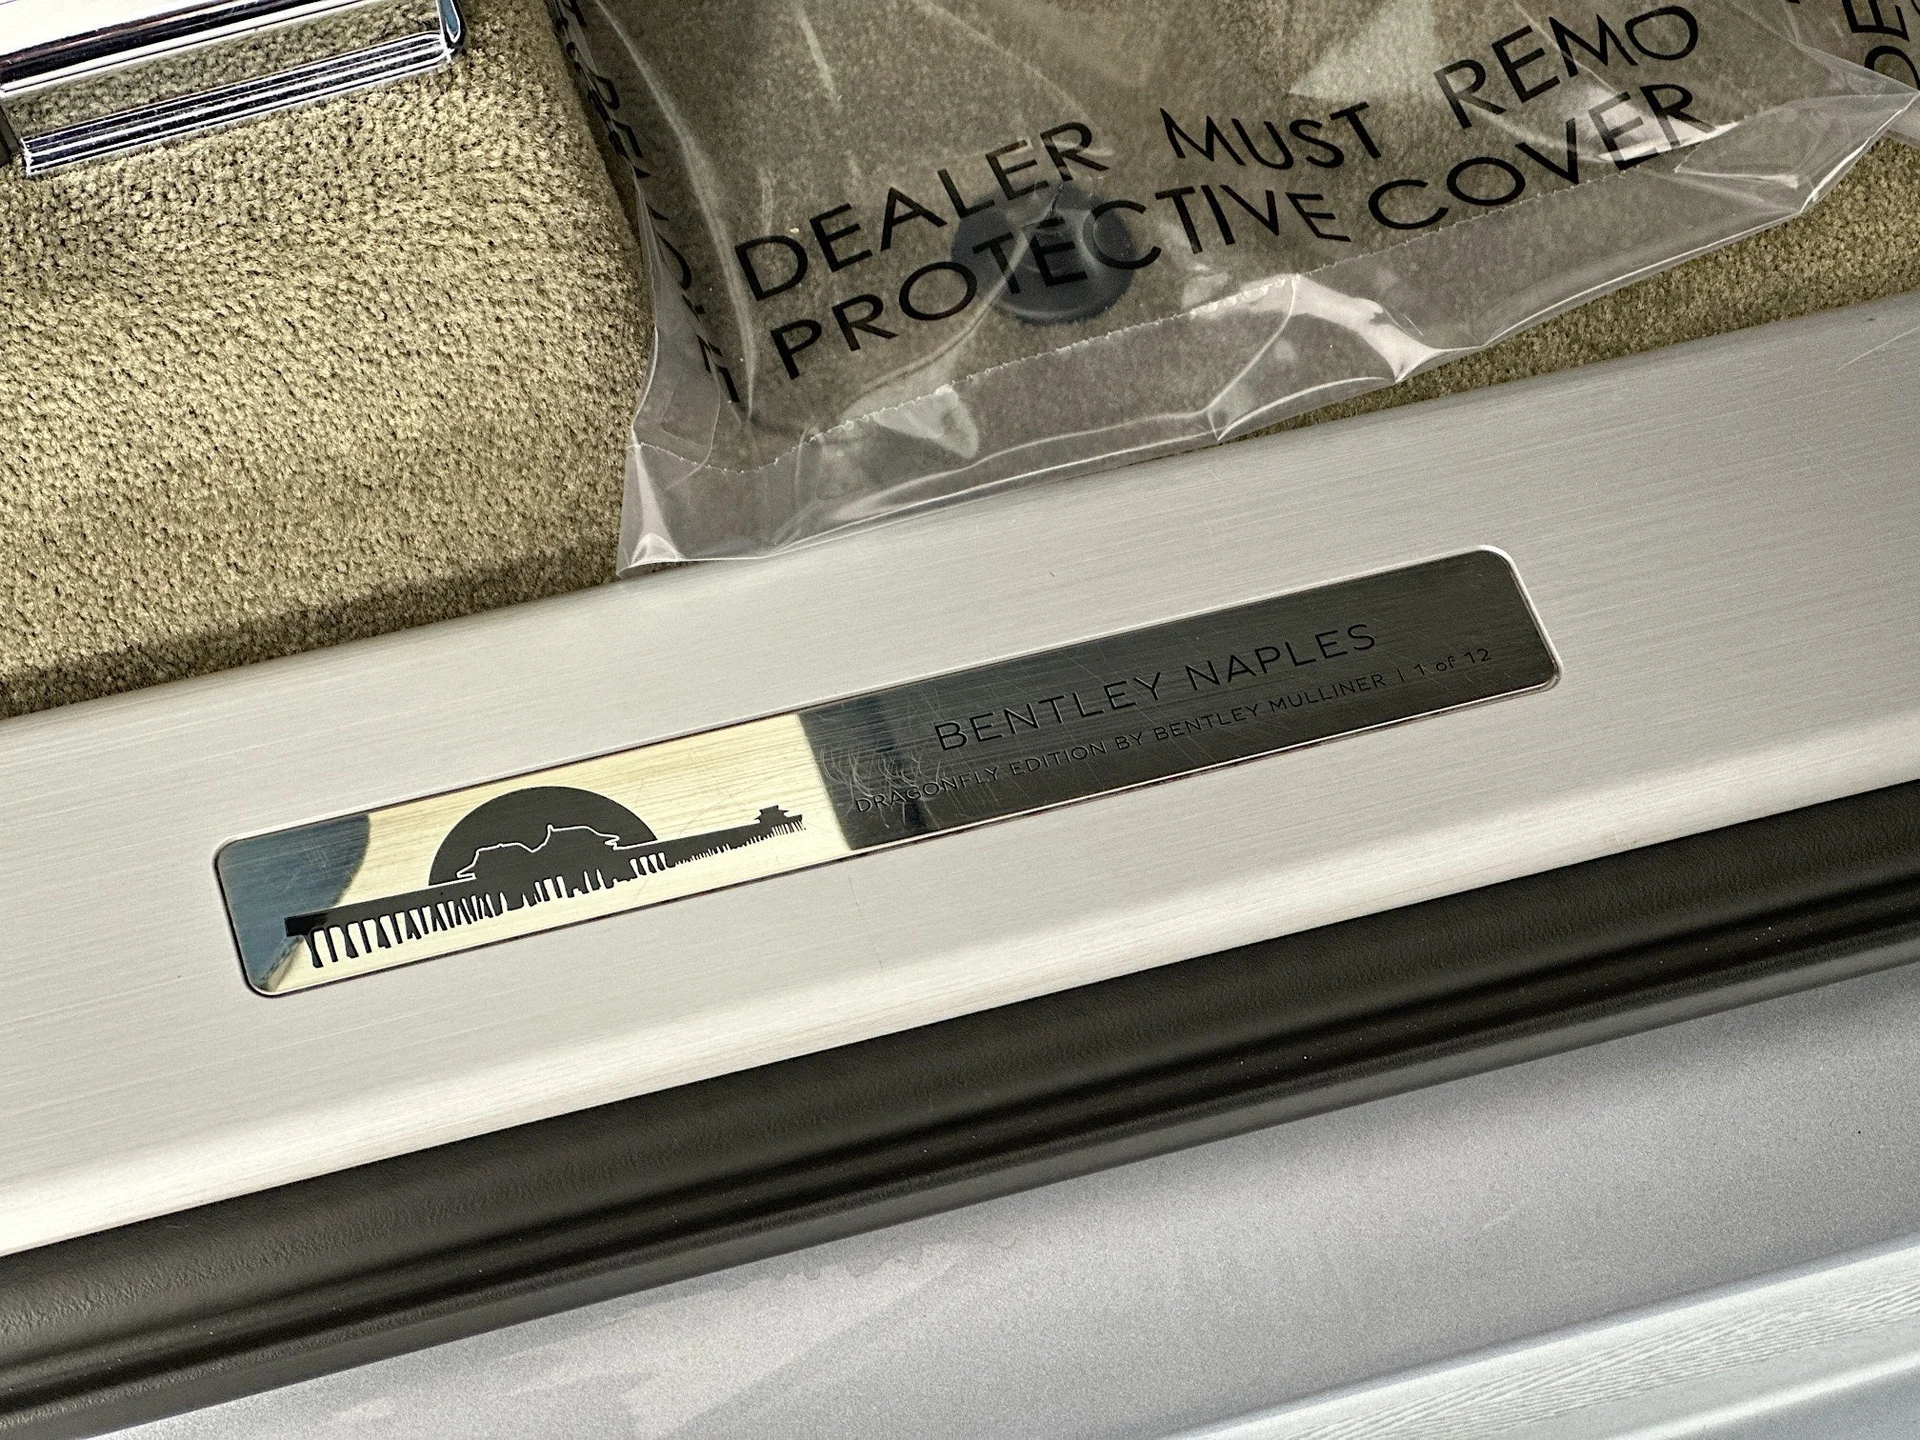 DEALER MUST REMO
PROTECTIVE COVER
BENTLEY NAPLES
DRAGONFLY EDITION BY BENTLEY MULLINER | 1 of 12